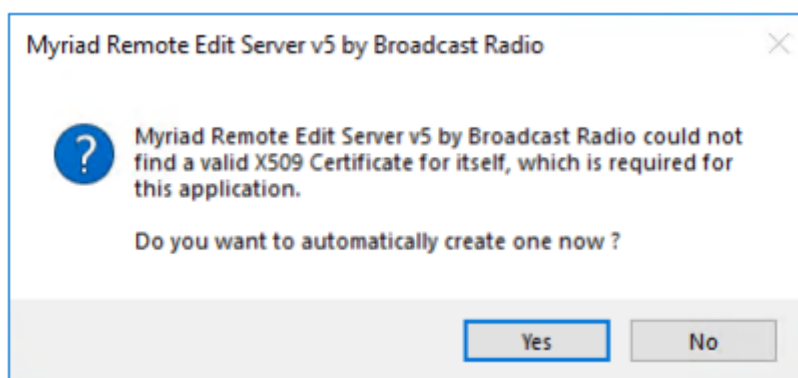 Myriad Remote Edit Server v5 by Broadcast Radio
?
Myriad Remote Edit Server v5 by Broadcast Radio could not
find a valid X509 Certificate for itself, which is required for
this application.
Do you want to automatically create one now ?
Yes
No